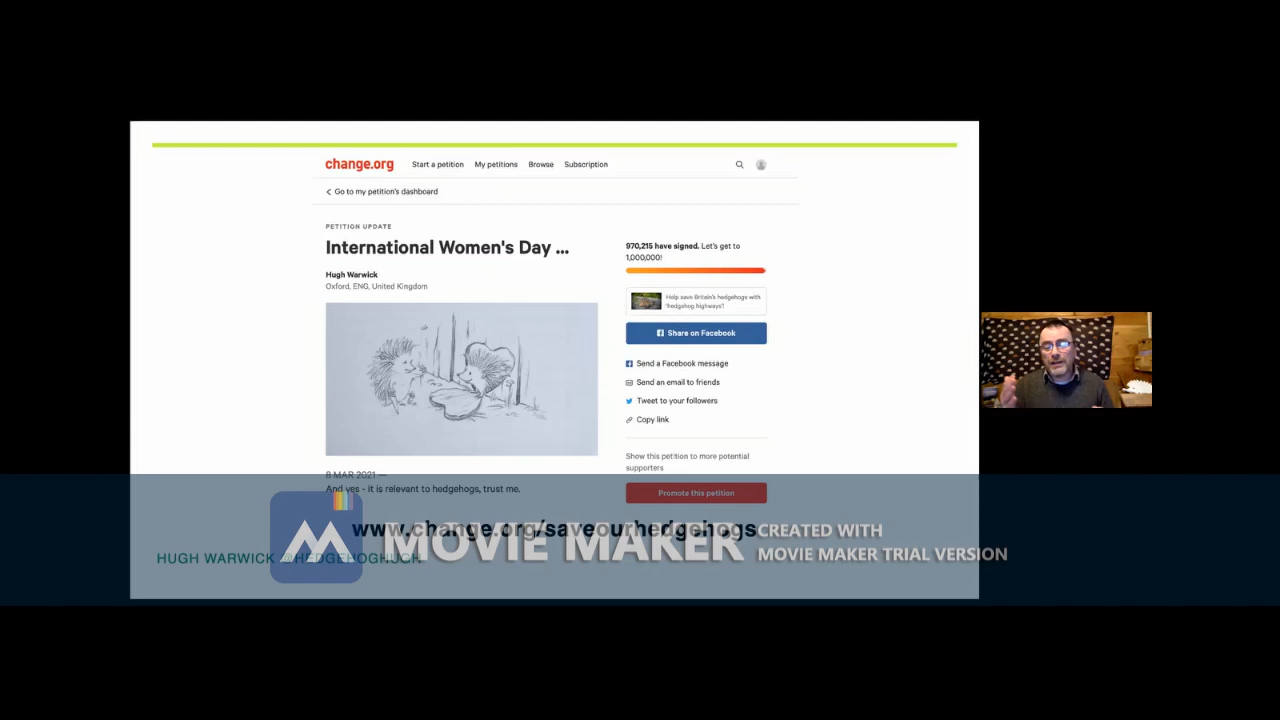 change.org Start a petition My petitions Browse Subscription
Go to my petition's dashboard
PETITION UPDATE
International Women's Day ...
Hugh Warwick
Oxford, ENG, United Kingdom
970,215 have signed. Let's get to
1,000,000!
Help save Britain's hedgehogs with
'hedgehog highways'!
Share on Facebook
Send a Facebook message
Send an email to friends
Tweet to your followers
Copy link
Show this petition to more potential
supporters
Promote this petition
8 MAR 2021 —
And yes - it is relevant to hedgehogs, trust me.
www.change.org/saveourhedgehogs
HUGH WARWICK @HEDGEHOGHUGH
MOVIE MAKER
CREATED WITH
MOVIE MAKER TRIAL VERSION